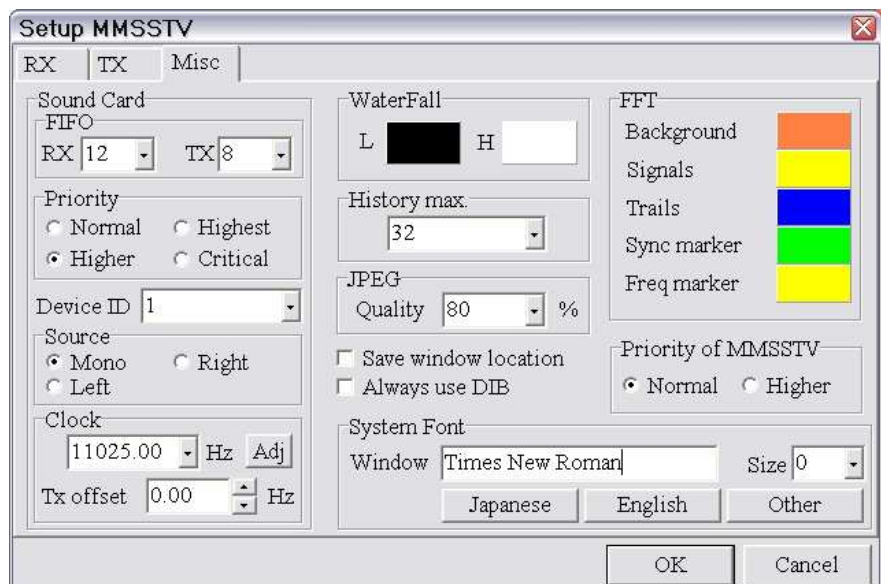 Setup MMSSTV
RX TX Misc
Sound Card
FIFO
RX 12 TX 8
Priority
Normal Highest
Higher Critical
Device ID 1
Source
Mono Right
Left
Clock
11025.00 Hz Adj
Tx offset 0.00 Hz
WaterFall
L H
History max.
32
JPEG
Quality 80 %
Save window location
Always use DIB
FFT
Background
Signals
Trails
Sync marker
Freq marker
Priority of MMSSTV
Normal Higher
System Font
Window Times New Roman Size 0
Japanese English Other
OK Cancel